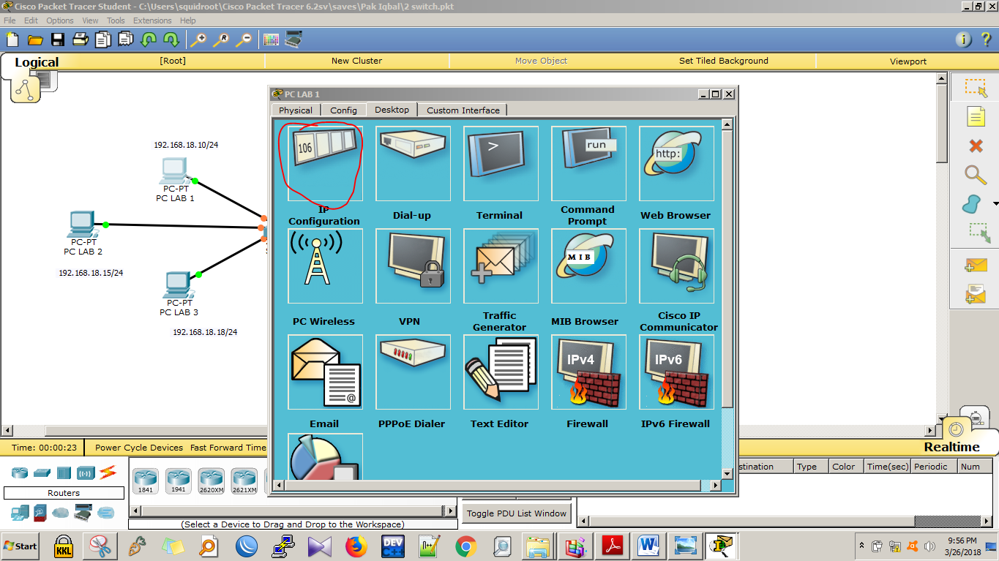 Cisco Packet Tracer Student - C:\Users\squidroot\Cisco Packet Tracer 6.2sv\saves\Pak Iqbal\2 switch.pkt
File Edit Options View Tools Extensions Help
Logical [Root] New Cluster Move Object Set Tiled Background Viewport
PC LAB 1
Physical Config Desktop Custom Interface
106
>
run
http:
IP Configuration
Dial-up
Terminal
Command Prompt
Web Browser
MIB
PC Wireless
VPN
Traffic Generator
MIB Browser
Cisco IP Communicator
@
IPv4
IPv6
Email
PPPoE Dialer
Text Editor
Firewall
IPv6 Firewall
192.168.18.10/24
PC-PT
PC LAB 1
PC-PT
PC LAB 2
192.168.18.15/24
PC-PT
PC LAB 3
192.168.18.18/24
Time: 00:00:23 Power Cycle Devices Fast Forward Time
Realtime
Routers
1841 1941 2620XM 2621XM
(Select a Device to Drag and Drop to the Workspace)
Toggle PDU List Window
stination Type Color Time(sec) Periodic Num
Start
KKL
DEV C++
9:56 PM
3/26/2018